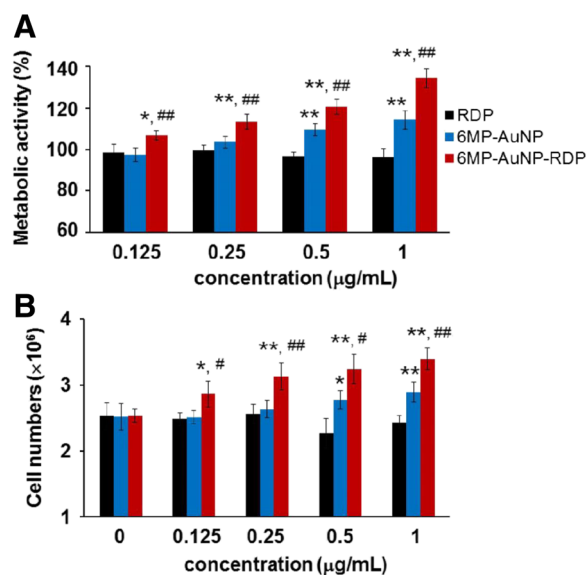 A
Metabolic activity (%)
140
120
100
80
60
*, ##
**, ##
**
**, ##
**
**, ##
RDP
6MP-AuNP
6MP-AuNP-RDP
0.125 0.25 0.5 1
concentration (μg/mL)
B
Cell numbers (×10⁶)
4
3
2
1
*, #
**, ##
*
**, #
**
**, ##
0 0.125 0.25 0.5 1
concentration (μg/mL)